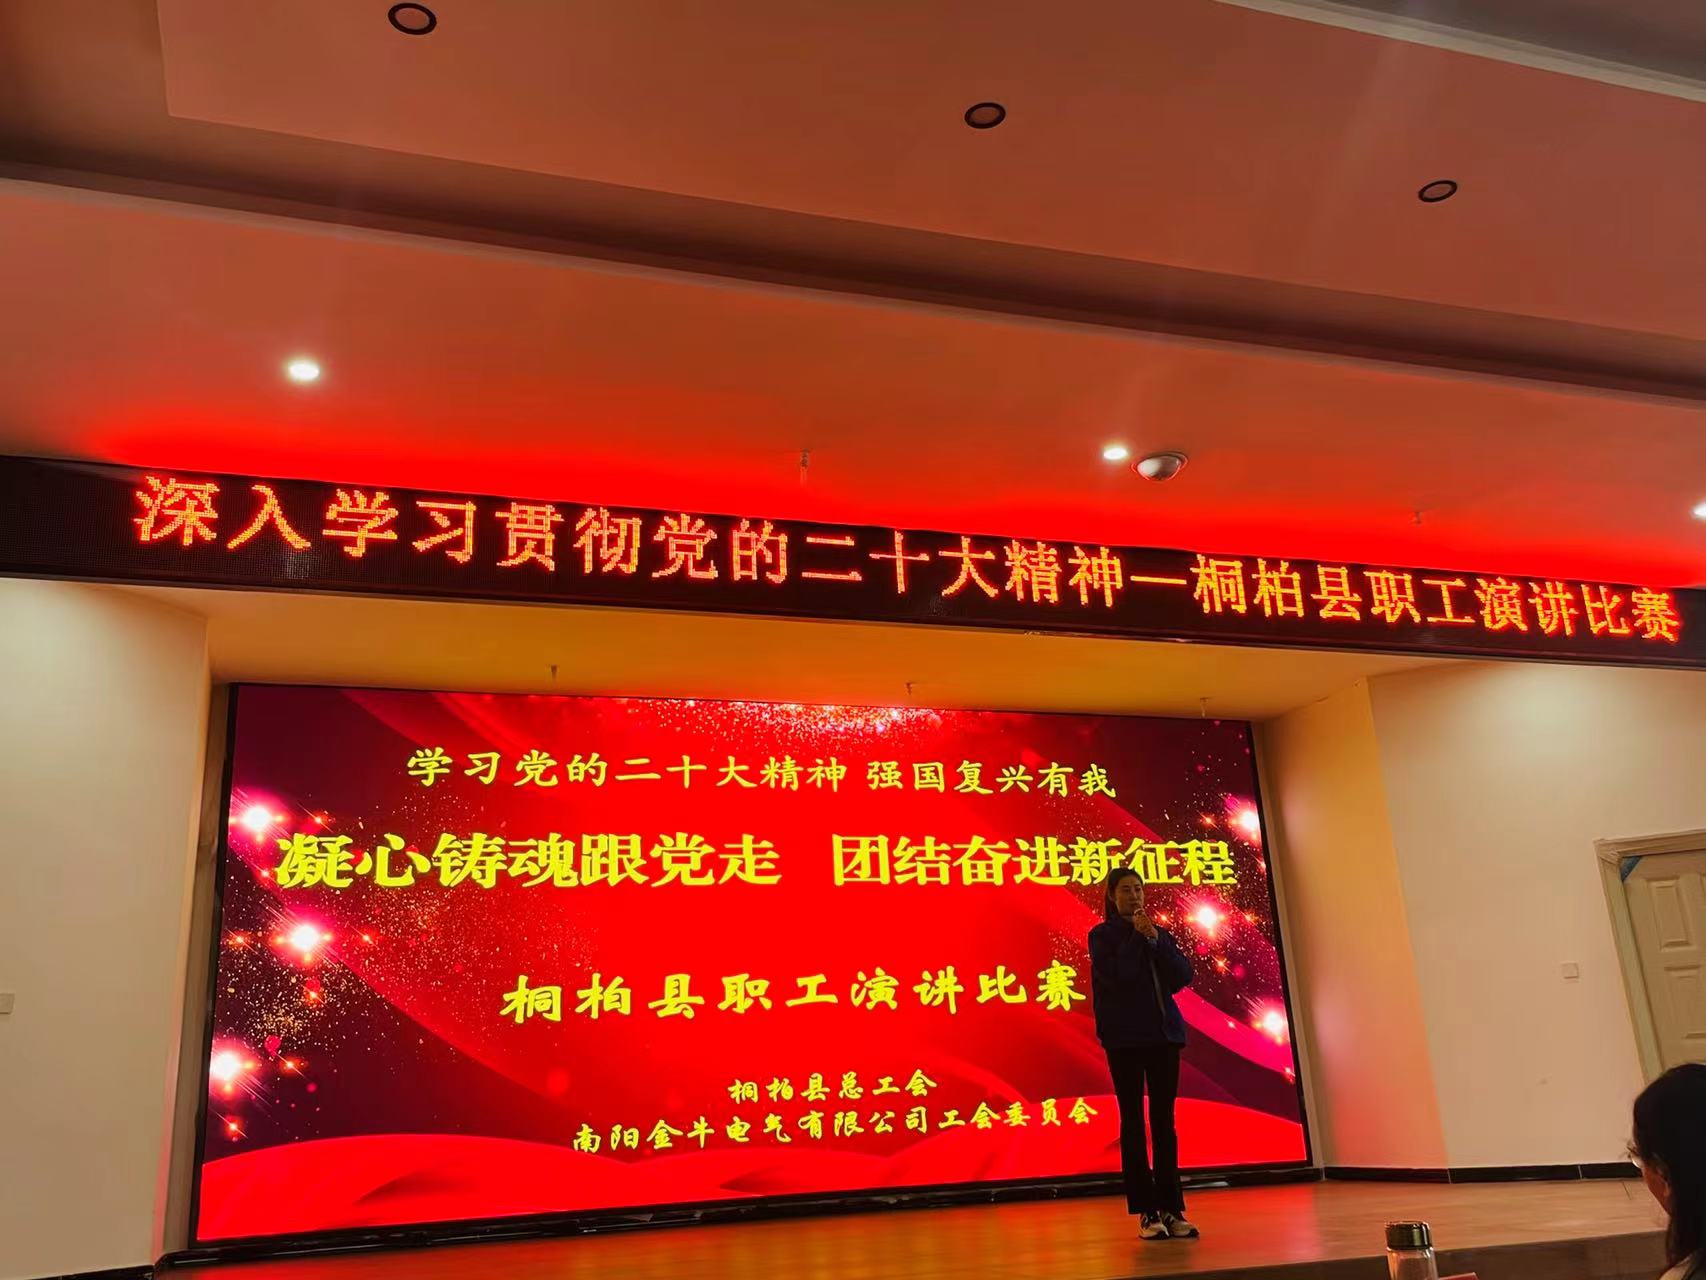 深入学习贯彻党的二十大精神—桐柏县职工演讲比赛
学习党的二十大精神 强国复兴有我
凝心铸魂跟党走 团结奋进新征程
桐柏县职工演讲比赛
桐柏县总工会
南阳金牛电气有限公司工会委员会